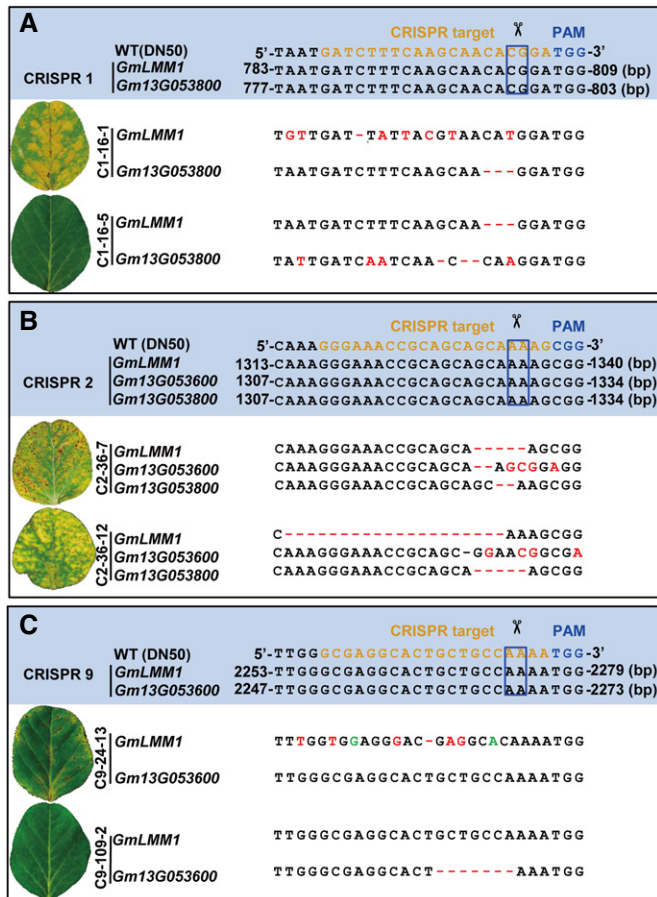 A
CRISPR target ✂ PAM
WT (DN50) 5’-TAATGATCTTTCAAGCAACACGGATGG-3’
CRISPR 1
GmLMM1 783-TAATGATCTTTCAAGCAACACGGATGG-809 (bp)
Gm13G053800 777-TAATGATCTTTCAAGCAACACGGATGG-803 (bp)
C1-16-1
GmLMM1 TGTTGAT-TATTACGTAACATGGATGG
Gm13G053800 TAATGATCTTTCAAGCAA---GGATGG
C1-16-5
GmLMM1 TAATGATCTTTCAAGCAA---GGATGG
Gm13G053800 TATTGATCAATCAA-C--CAAGGATGG
B
CRISPR target ✂ PAM
WT (DN50) 5’-CAAAGGGAAACCGCAGCAGCAAAAGCGG-3’
CRISPR 2
GmLMM1 1313-CAAAGGGAAACCGCAGCAGCAAAAGCGG-1340 (bp)
Gm13G053600 1307-CAAAGGGAAACCGCAGCAGCAAAAGCGG-1334 (bp)
Gm13G053800 1307-CAAAGGGAAACCGCAGCAGCAAAAGCGG-1334 (bp)
C2-36-7
GmLMM1 CAAAGGGAAACCGCAGCA-----AGCGG
Gm13G053600 CAAAGGGAAACCGCAGCA--AGCGGAGG
Gm13G053800 CAAAGGGAAACCGCAGCAGC--AAGCGG
C2-36-12
GmLMM1 C--------------------AAAGCGG
Gm13G053600 CAAAGGGAAACCGCAGC-GGAACGGCGA
Gm13G053800 CAAAGGGAAACCGCAGCA-----AGCGG
C
CRISPR target ✂ PAM
WT (DN50) 5’-TTGGGCGAGGCACTGCTGCCAAAATGG-3’
CRISPR 9
GmLMM1 2253-TTGGGCGAGGCACTGCTGCCAAAATGG-2279 (bp)
Gm13G053600 2247-TTGGGCGAGGCACTGCTGCCAAAATGG-2273 (bp)
C9-24-13
GmLMM1 TTTGGTGGAGGGAC-GAGGCACAAAATGG
Gm13G053600 TTGGGCGAGGCACTGCTGCCAAAATGG
C9-109-2
GmLMM1 TTGGGCGAGGCACTGCTGCCAAAATGG
Gm13G053600 TTGGGCGAGGCACT-------AAATGG